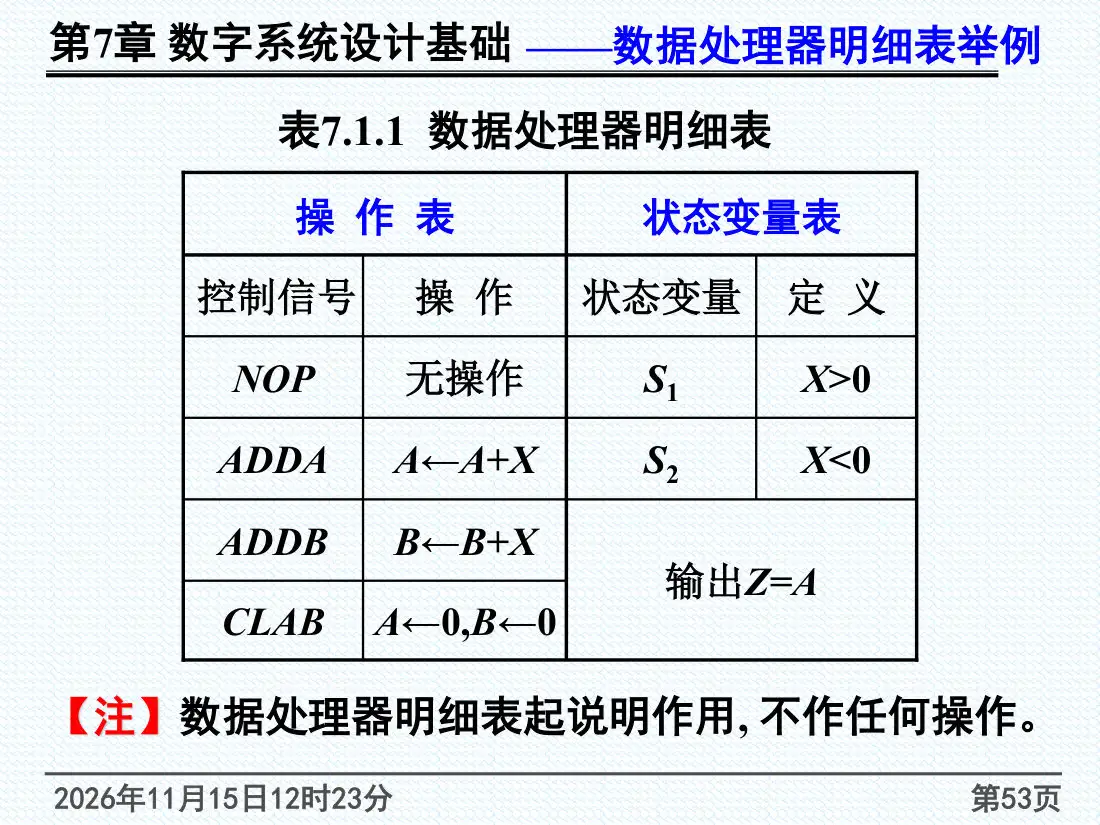 第7章 数字系统设计基础 ——数据处理器明细表举例
表7.1.1 数据处理器明细表
操 作 表 状态变量表
控制信号 操 作 状态变量 定 义
NOP 无操作 S1 X>0
ADDA A←A+X S2 X<0
ADDB B←B+X
输出Z=A
CLAB A←0,B←0
【注】数据处理器明细表起说明作用, 不作任何操作。
2026年11月15日12时23分 第53页